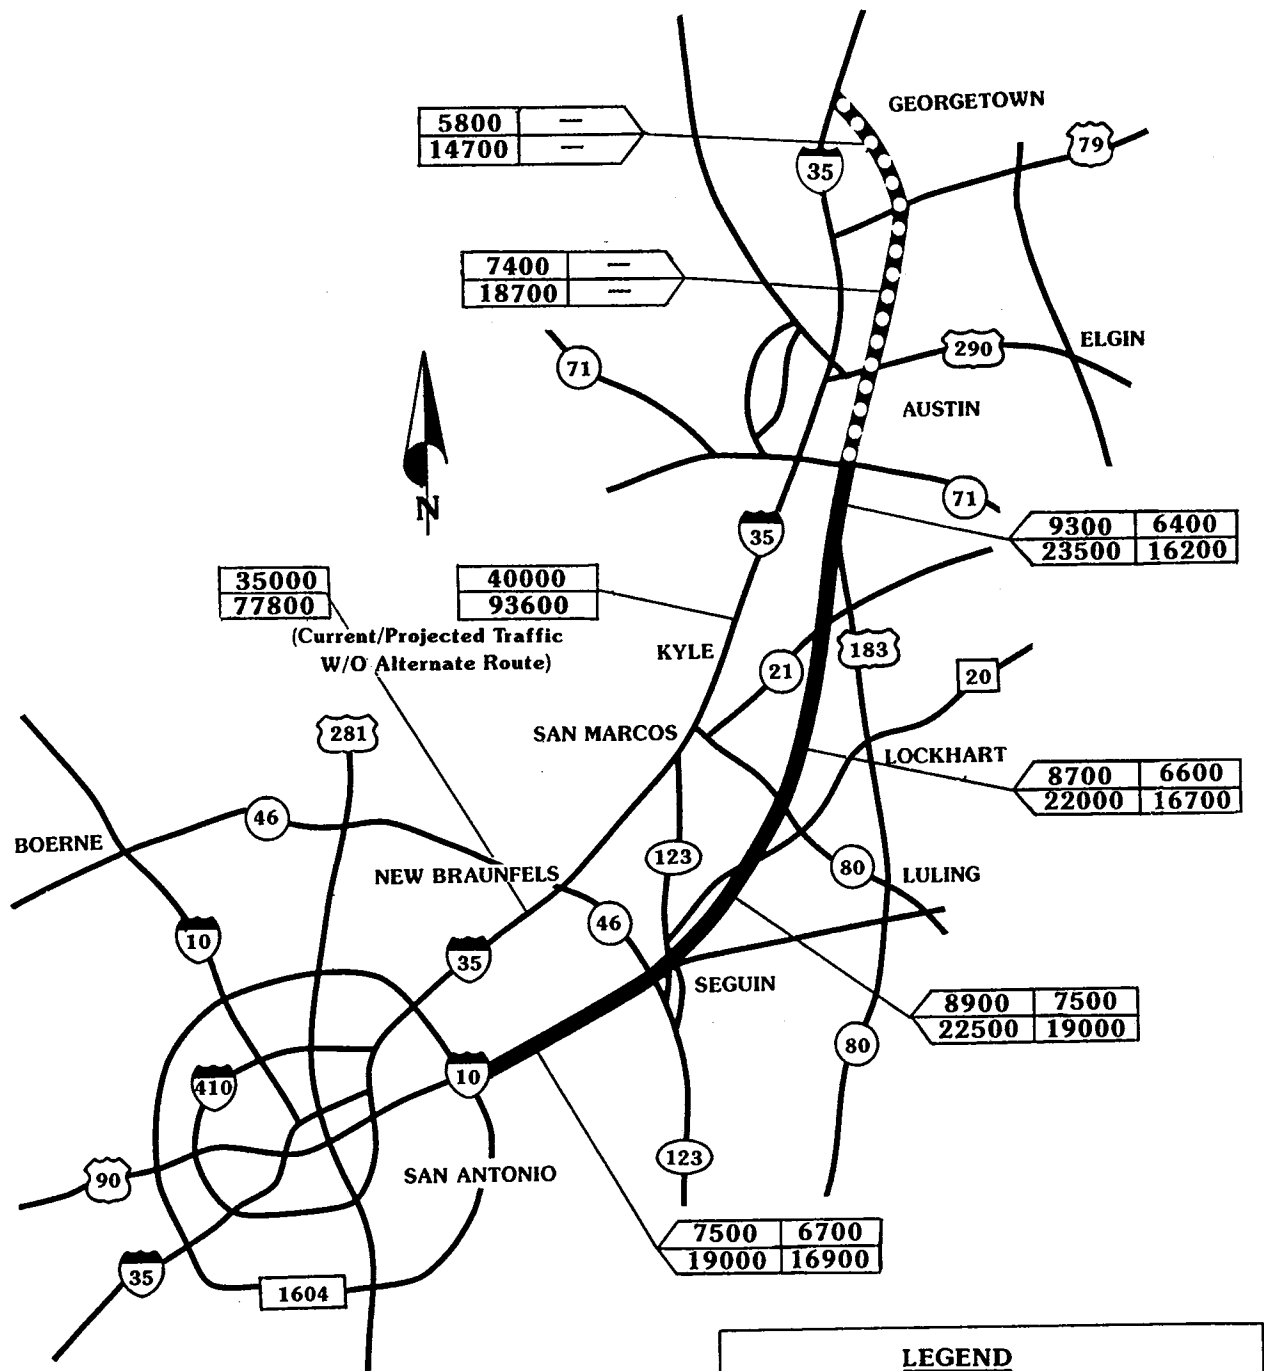 GEORGETOWN
5800 —
14700 —
79
35
7400 —
18700 —
ELGIN
290
71
AUSTIN
N
71
35
9300 6400
23500 16200
35000
77800
40000
93600
(Current/Projected Traffic
W/O Alternate Route)
KYLE
183
21
20
281
SAN MARCOS
LOCKHART
8700 6600
22000 16700
46
BOERNE
123
80
LULING
NEW BRAUNFELS
46
10
35
SEGUIN
8900 7500
22500 19000
80
10
410
123
90
SAN ANTONIO
7500 6700
19000 16900
35
1604
LEGEND